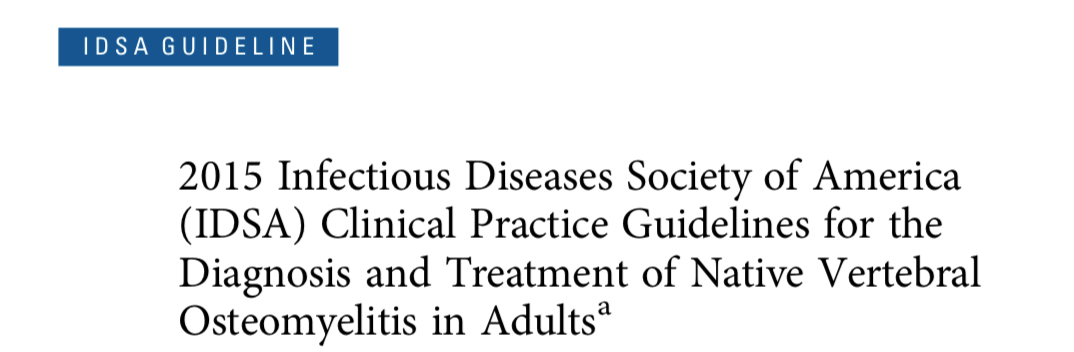 IDSA GUIDELINE
2015 Infectious Diseases Society of America
(IDSA) Clinical Practice Guidelines for the
Diagnosis and Treatment of Native Vertebral
Osteomyelitis in Adultsᵃ